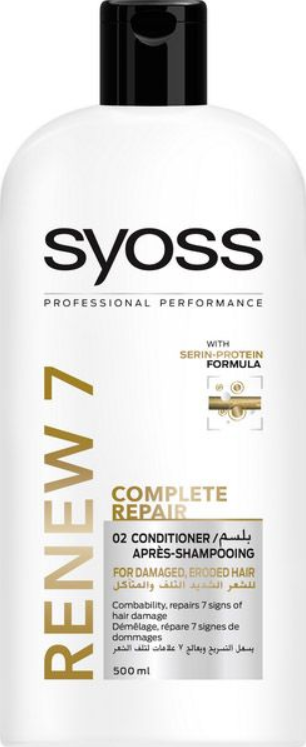 syoss
PROFESSIONAL PERFORMANCE
WITH
SERIN-PROTEIN
FORMULA
RENEW 7
COMPLETE
REPAIR
02 CONDITIONER / بلسم
APRÈS-SHAMPOOING
FOR DAMAGED, ERODED HAIR
للشعر الشديد التلف والمتآكل
Combability, repairs 7 signs of
hair damage
Démêlage, répare 7 signes de
dommages
يسهل التسريح ويعالج ٧ علامات لتلف الشعر
500 ml